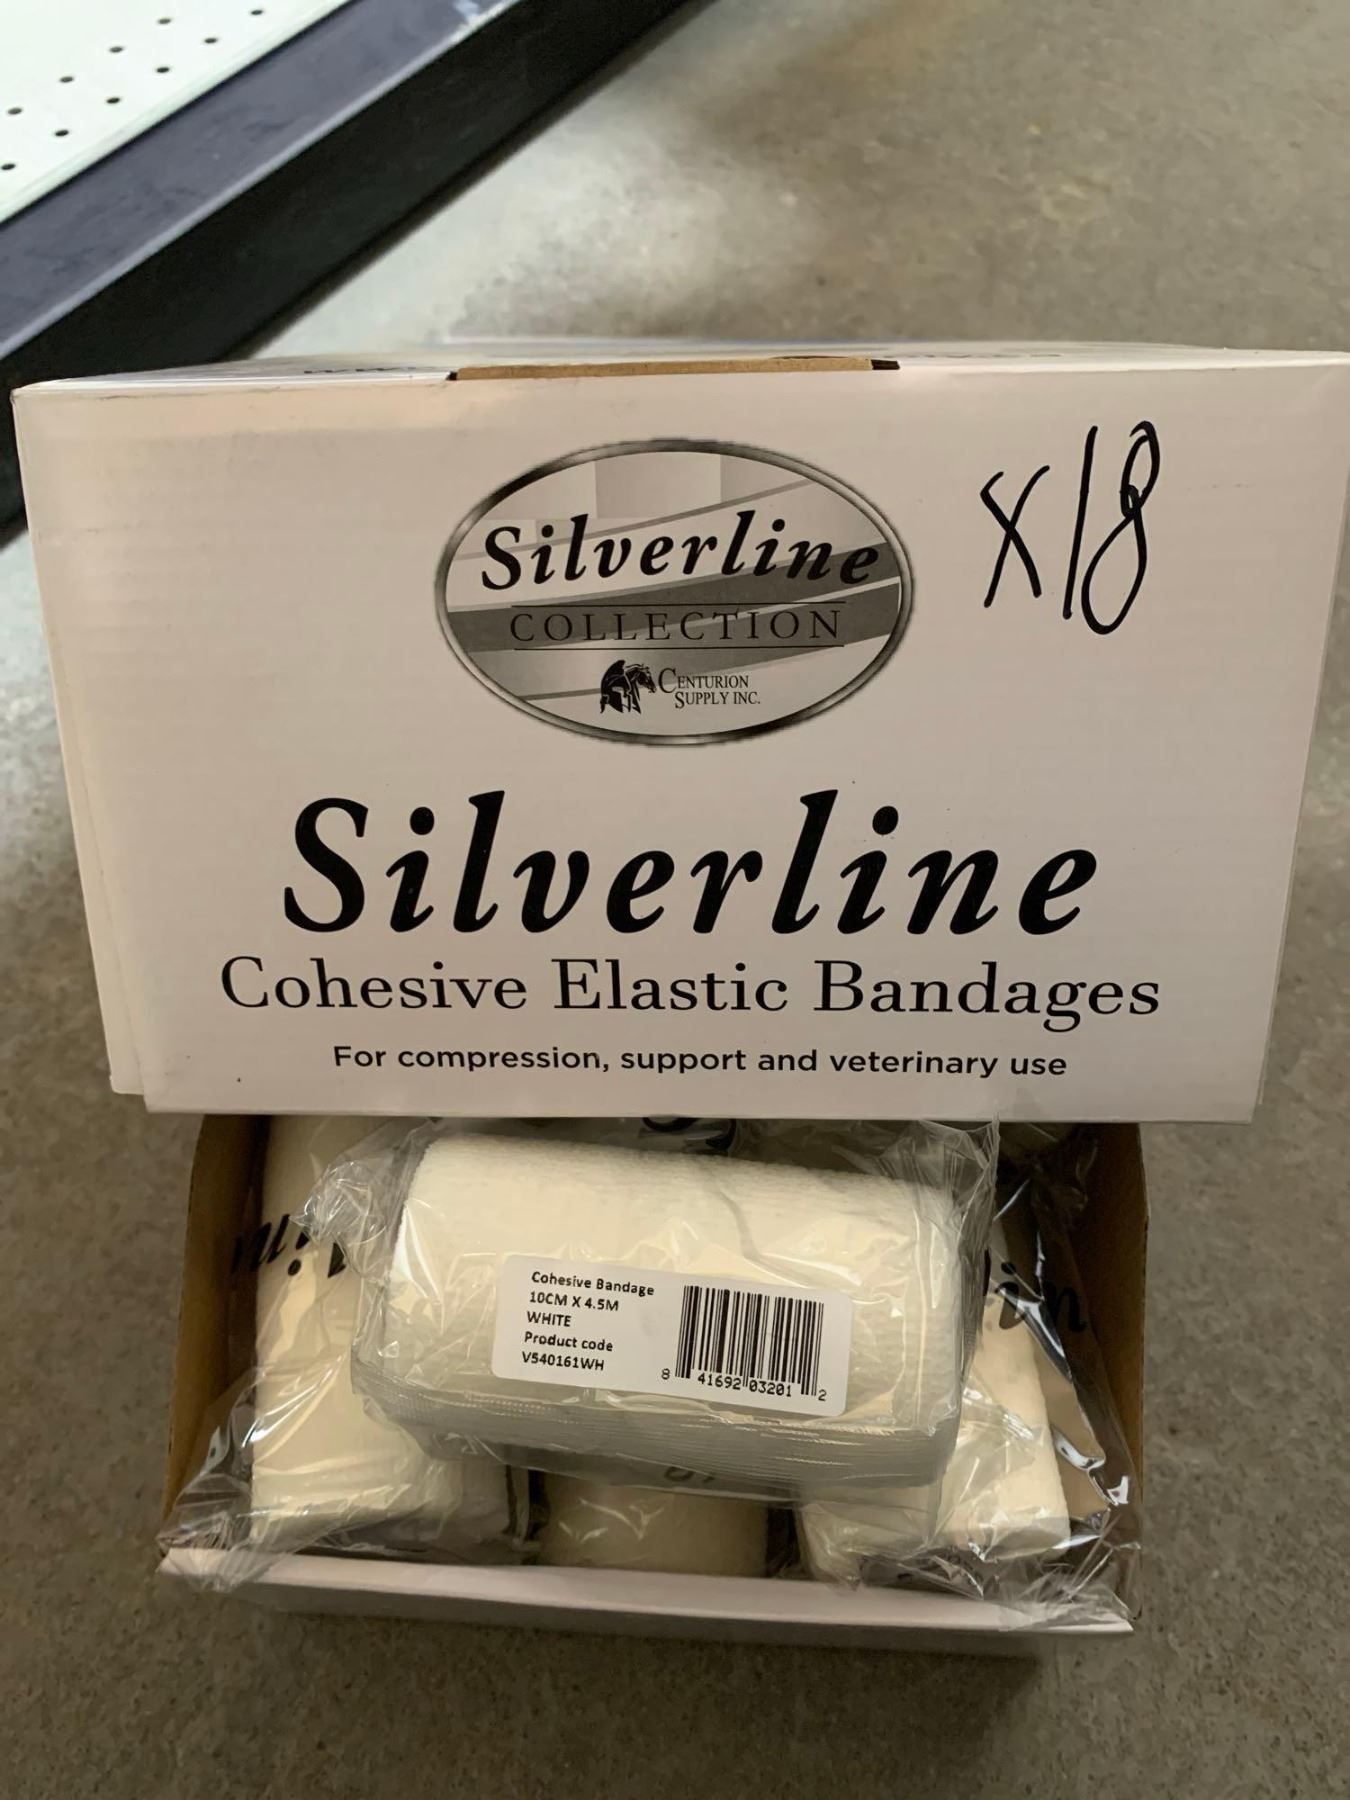 Silverline
COLLECTION
CENTURION
SUPPLY INC.
X18
Silverline
Cohesive Elastic Bandages
For compression, support and veterinary use
Cohesive Bandage
10CM X 4.5M
WHITE
Product code
V540161WH
8 41692 03201 2